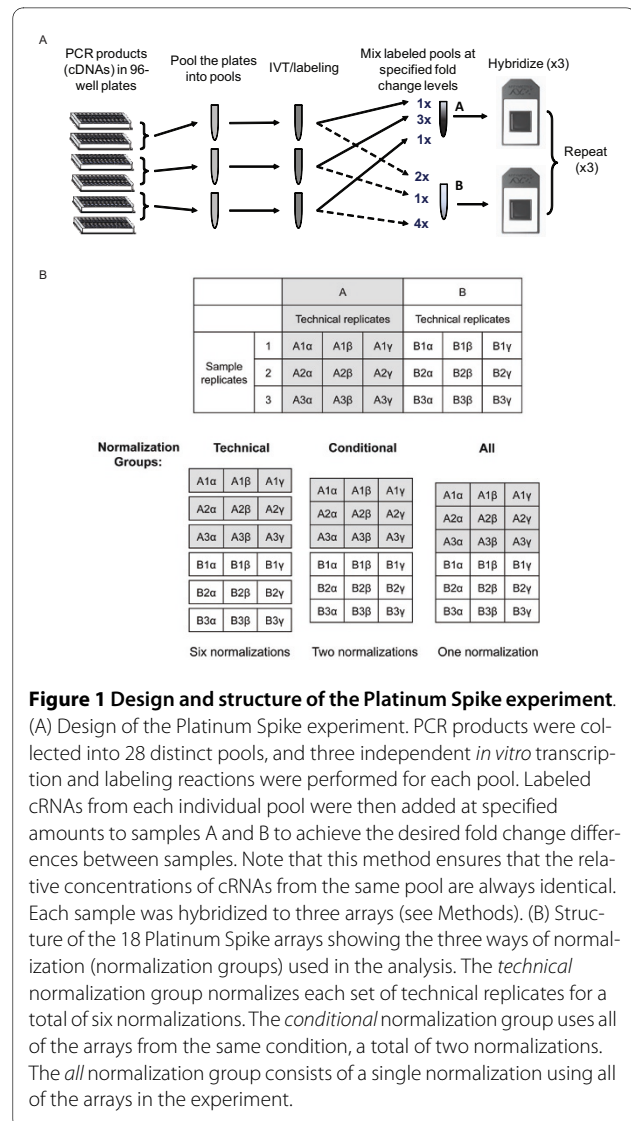 A
PCR products
(cDNAs) in 96-
well plates
Pool the plates
into pools
IVT/labeling
Mix labeled pools at
specified fold
change levels
Hybridize (x3)
1x
3x
1x
A
2x
1x
4x
B
Repeat
(x3)
B
A B
Technical replicates Technical replicates
Sample
replicates
1 A1α A1β A1γ B1α B1β B1γ
2 A2α A2β A2γ B2α B2β B2γ
3 A3α A3β A3γ B3α B3β B3γ
Normalization
Groups:
Technical
A1α A1β A1γ
A2α A2β A2γ
A3α A3β A3γ
B1α B1β B1γ
B2α B2β B2γ
B3α B3β B3γ
Six normalizations
Conditional
A1α A1β A1γ
A2α A2β A2γ
A3α A3β A3γ
B1α B1β B1γ
B2α B2β B2γ
B3α B3β B3γ
Two normalizations
All
A1α A1β A1γ
A2α A2β A2γ
A3α A3β A3γ
B1α B1β B1γ
B2α B2β B2γ
B3α B3β B3γ
One normalization
Figure 1 Design and structure of the Platinum Spike experiment.
(A) Design of the Platinum Spike experiment. PCR products were col-
lected into 28 distinct pools, and three independent in vitro transcrip-
tion and labeling reactions were performed for each pool. Labeled
cRNAs from each individual pool were then added at specified
amounts to samples A and B to achieve the desired fold change differ-
ences between samples. Note that this method ensures that the rela-
tive concentrations of cRNAs from the same pool are always identical.
Each sample was hybridized to three arrays (see Methods). (B) Struc-
ture of the 18 Platinum Spike arrays showing the three ways of normal-
ization (normalization groups) used in the analysis. The technical
normalization group normalizes each set of technical replicates for a
total of six normalizations. The conditional normalization group uses all
of the arrays from the same condition, a total of two normalizations.
The all normalization group consists of a single normalization using all
of the arrays in the experiment.